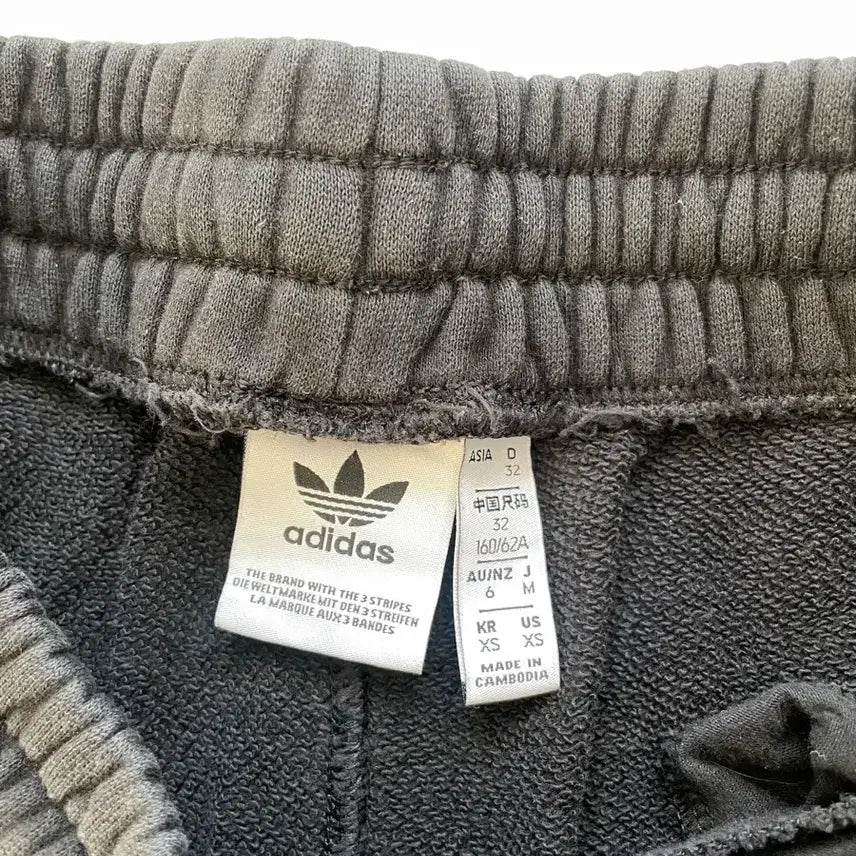 adidas
THE BRAND WITH THE 3 STRIPES
DIE WELTMARKE MIT DEN 3 STREIFEN
LA MARQUE AUX 3 BANDES
ASIA D
32
中国尺码
32
160/62A
AU/NZ J
6 M
KR US
XS XS
MADE IN
CAMBODIA